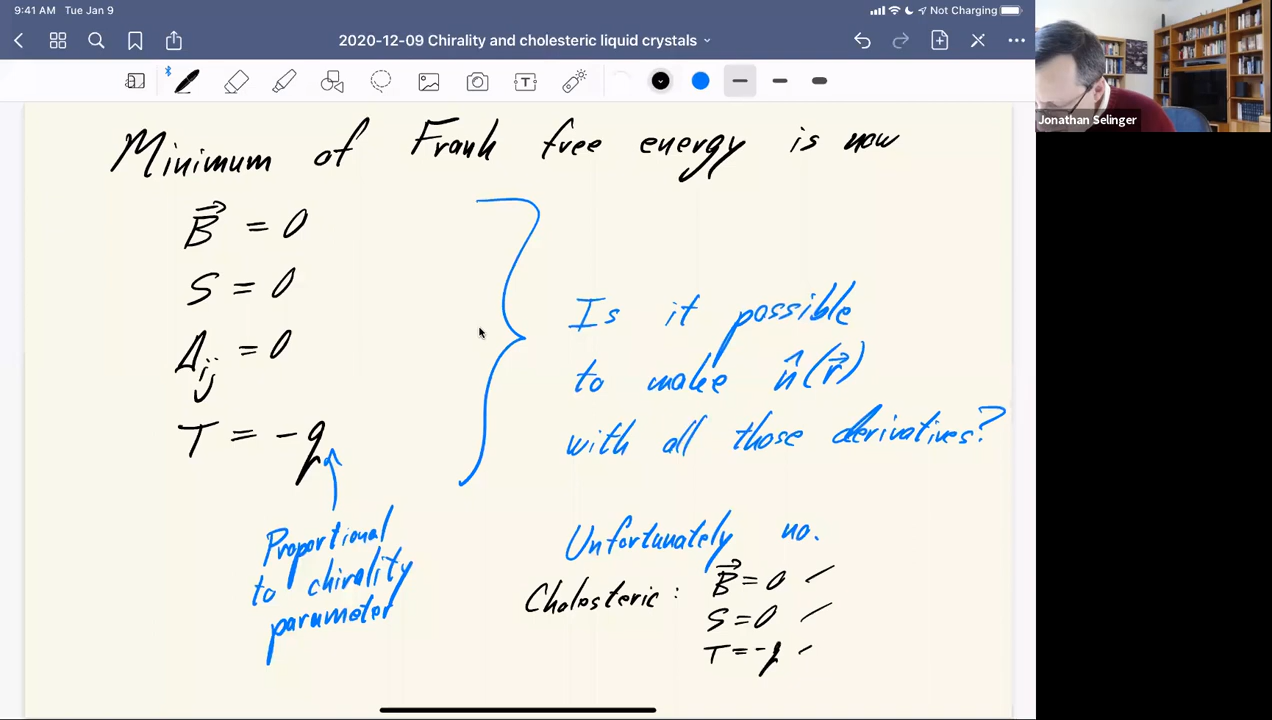 9:41 AM Tue Jan 9
Not Charging
2020-12-09 Chirality and cholesteric liquid crystals
Jonathan Selinger
Minimum of Frank free energy is now
B⃗ = 0
S = 0
Δij = 0
T = -q
Is it possible
to make n̂(r⃗)
with all those derivatives?
Proportional
to chirality
parameter
Unfortunately no.
Cholesteric: B⃗ = 0 ✓
S = 0 ✓
T = -q ✓